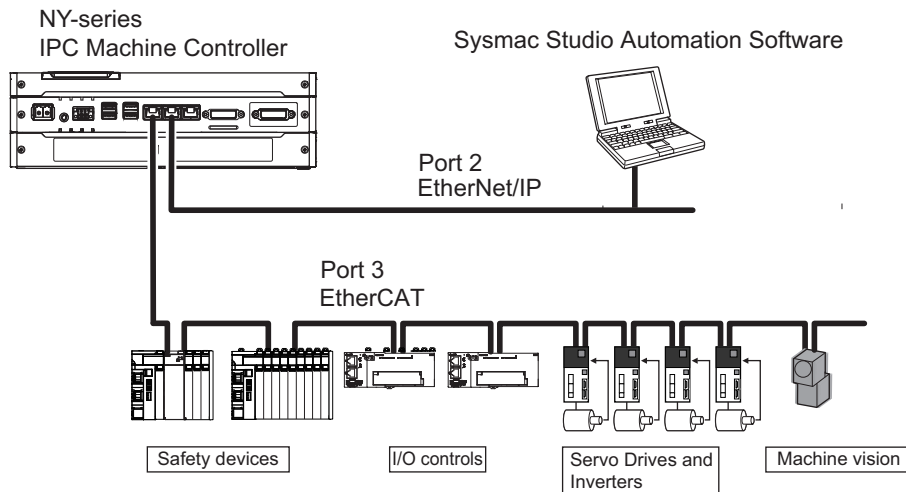 NY-series
IPC Machine Controller
Sysmac Studio Automation Software
Port 2
EtherNet/IP
Port 3
EtherCAT
Safety devices
I/O controls
Servo Drives and
Inverters
Machine vision